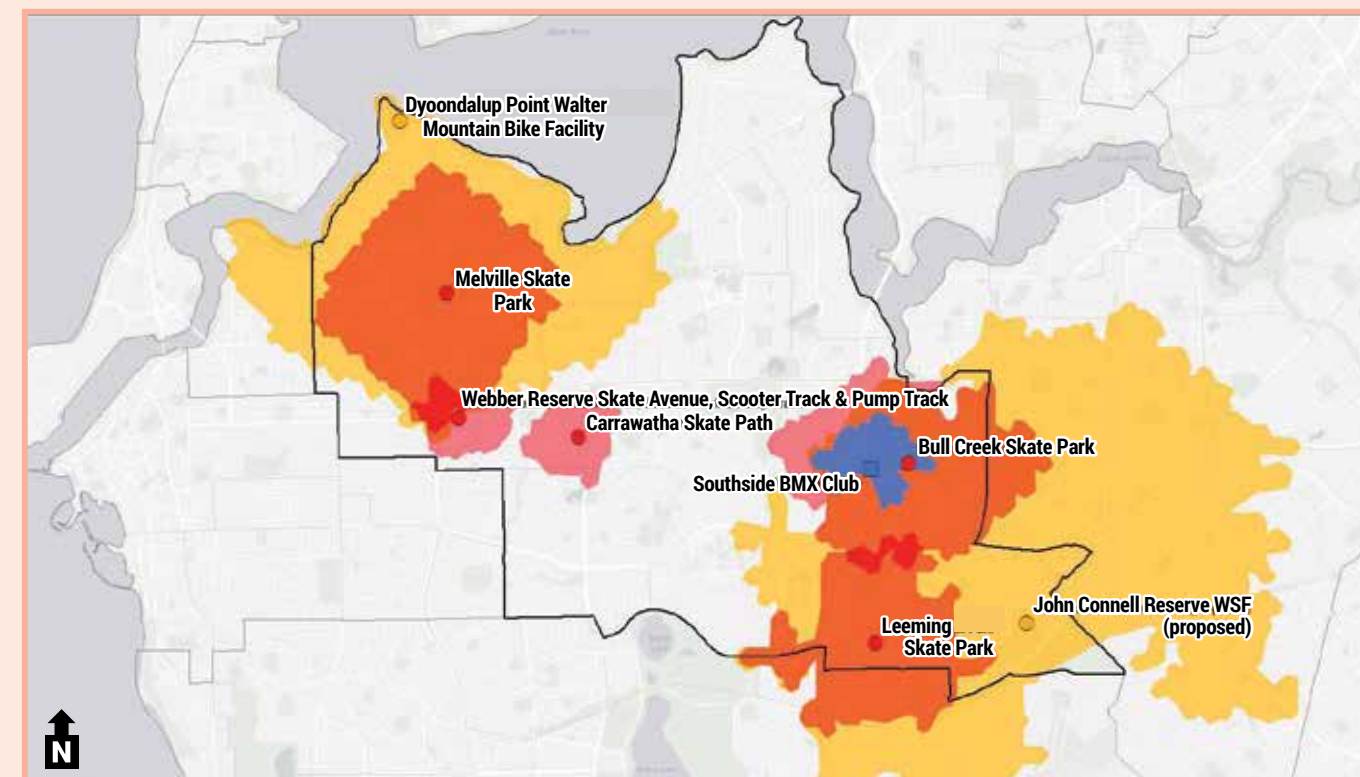 Dyoondalup Point Walter
Mountain Bike Facility
Melville Skate
Park
Webber Reserve Skate Avenue, Scooter Track & Pump Track
Carrawatha Skate Path
Bull Creek Skate Park
Southside BMX Club
John Connell Reserve WSF
(proposed)
Leeming
Skate Park
N